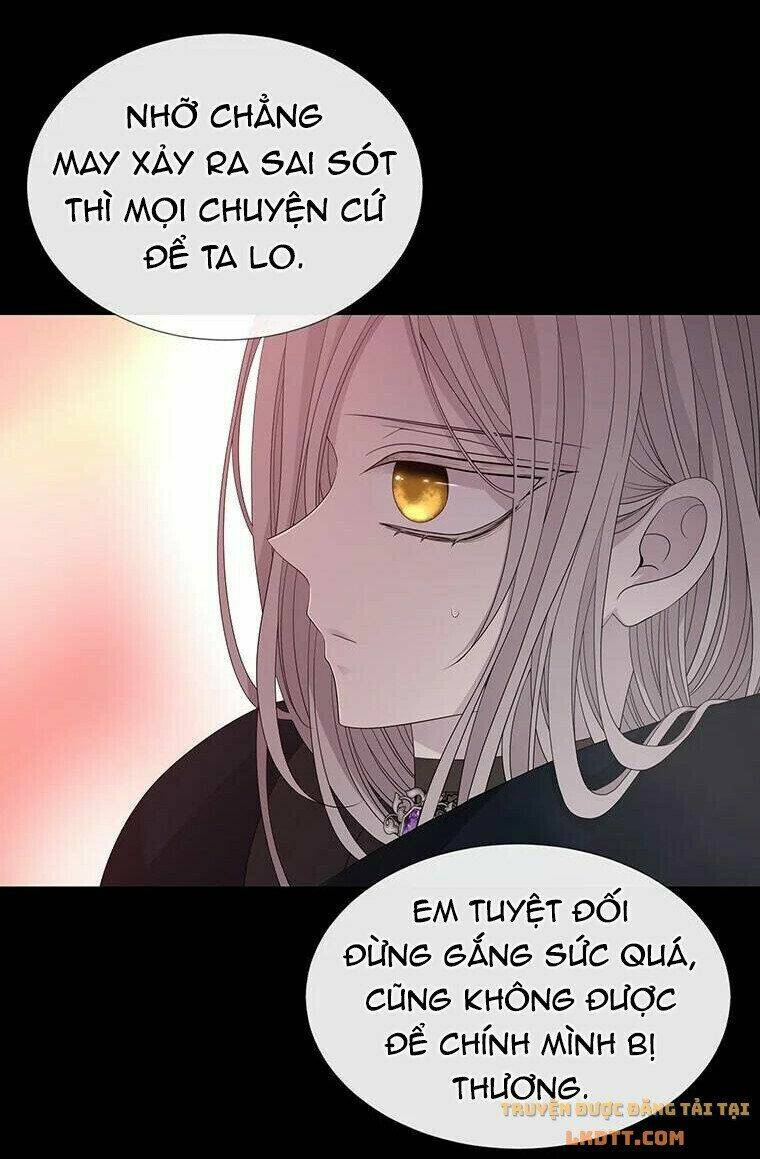 NHỠ CHẲNG
MAY XẢY RA SAI SÓT
THÌ MỌI CHUYỆN CỨ
ĐỂ TA LO.
EM TUYỆT ĐỐI
ĐỪNG GẮNG SỨC QUÁ,
CŨNG KHÔNG ĐƯỢC
ĐỂ CHÍNH MÌNH BỊ
THƯƠNG.
TRUYỆN ĐƯỢC ĐĂNG TẢI TẠI
LKDTT.COM